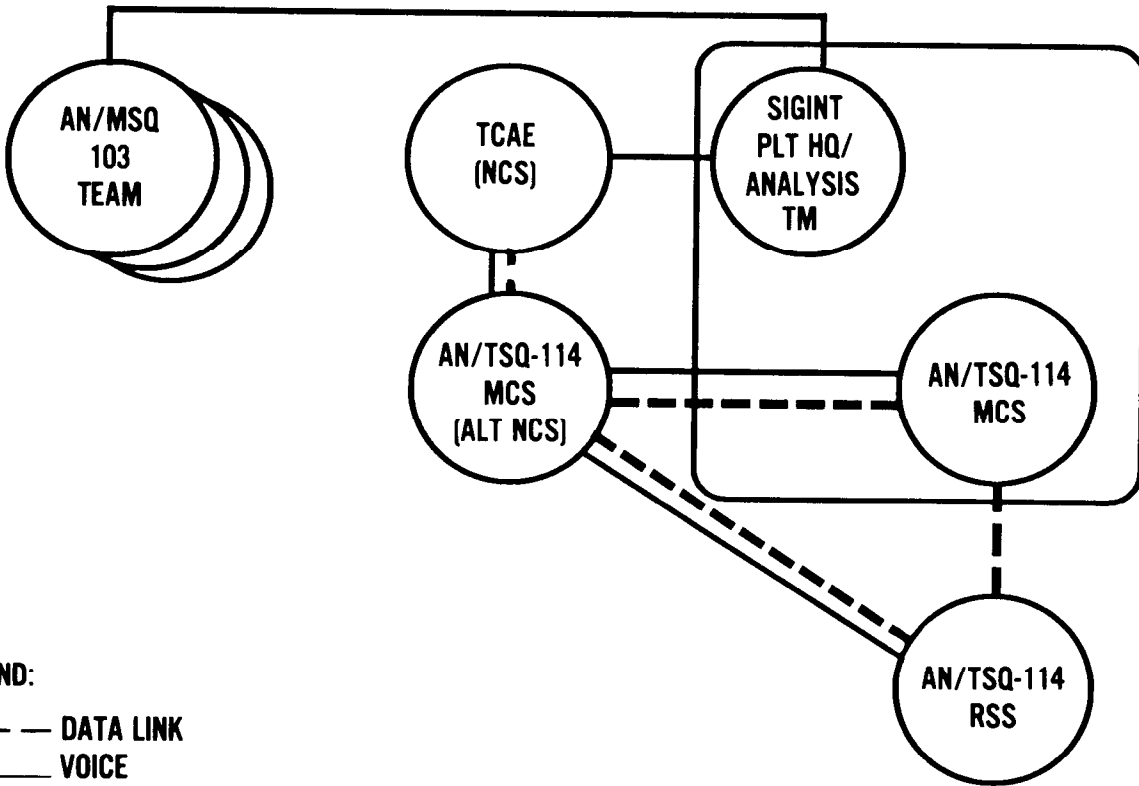 AN/MSQ
103
TEAM
TCAE
(NCS)
SIGINT
PLT HQ/
ANALYSIS
TM
AN/TSQ-114
MCS
(ALT NCS)
AN/TSQ-114
MCS
AN/TSQ-114
RSS
ND:
DATA LINK
VOICE